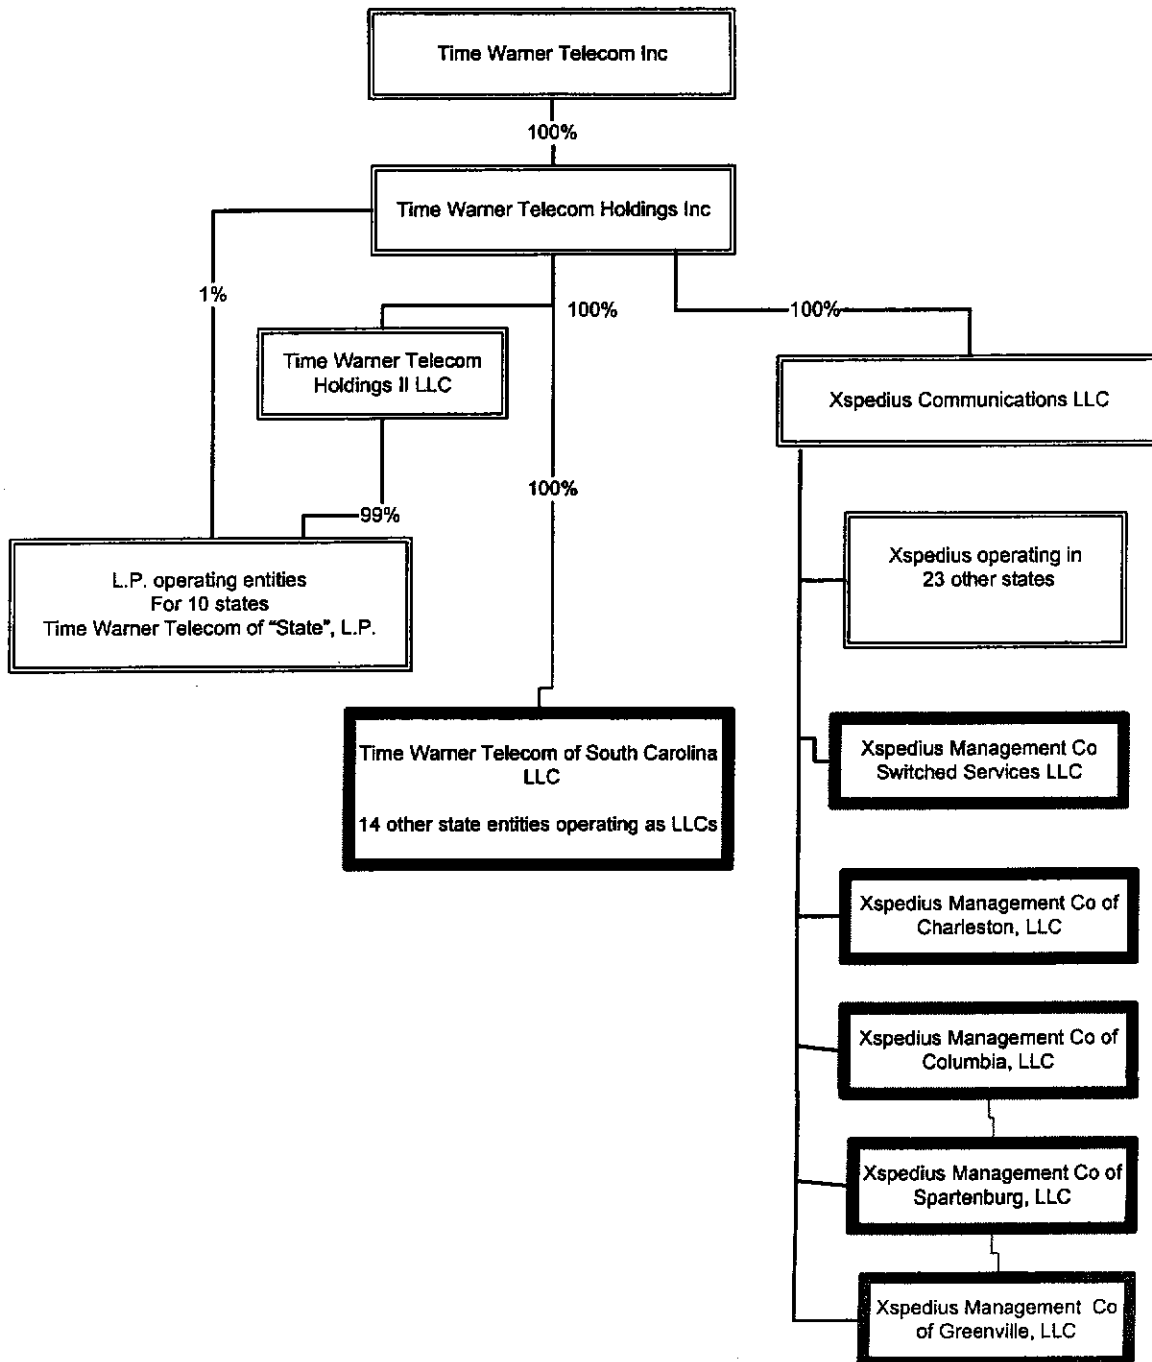 Time Warner Telecom Inc
100%
Time Warner Telecom Holdings Inc
1%
100%
100%
Time Warner Telecom
Holdings II LLC
Xspedius Communications LLC
100%
99%
L.P. operating entities
For 10 states
Time Warner Telecom of "State", L.P.
Xspedius operating in
23 other states
Time Warner Telecom of South Carolina
LLC
14 other state entities operating as LLCs
Xspedius Management Co
Switched Services LLC
Xspedius Management Co of
Charleston, LLC
Xspedius Management Co of
Columbia, LLC
Xspedius Management Co of
Spartenburg, LLC
Xspedius Management Co
of Greenville, LLC